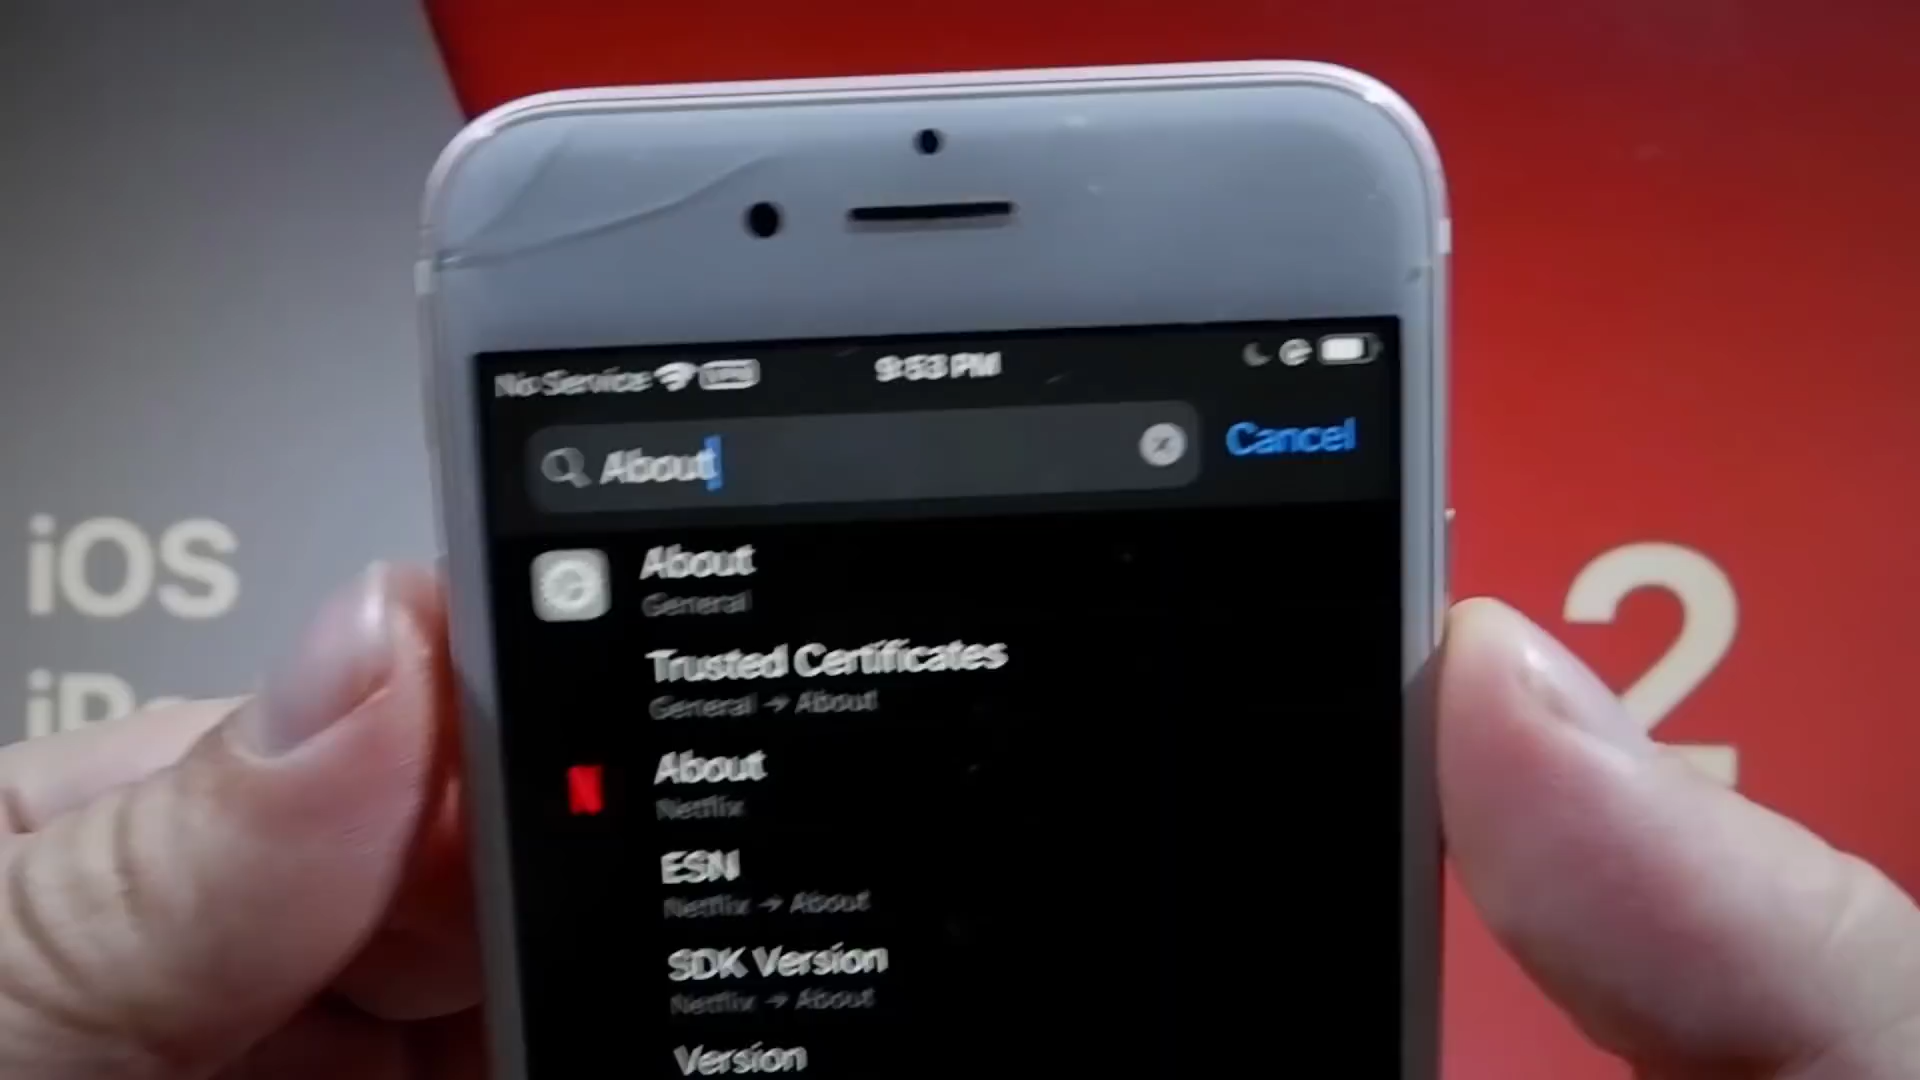 No Service VPN 9:53 PM
About Cancel
About
General
Trusted Certificates
General → About
About
Netflix
ESN
Netflix → About
SDK Version
Netflix → About
Version
iOS
2